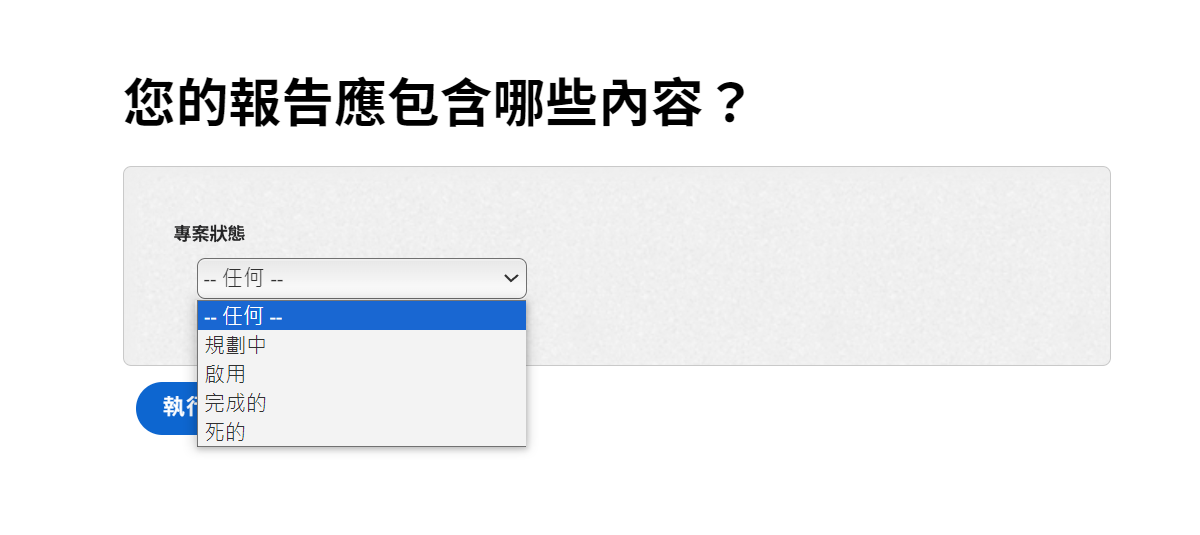 您的報告應包含哪些內容？
專案狀態
-- 任何 --
-- 任何 --
規劃中
啟用
完成的
死的
執